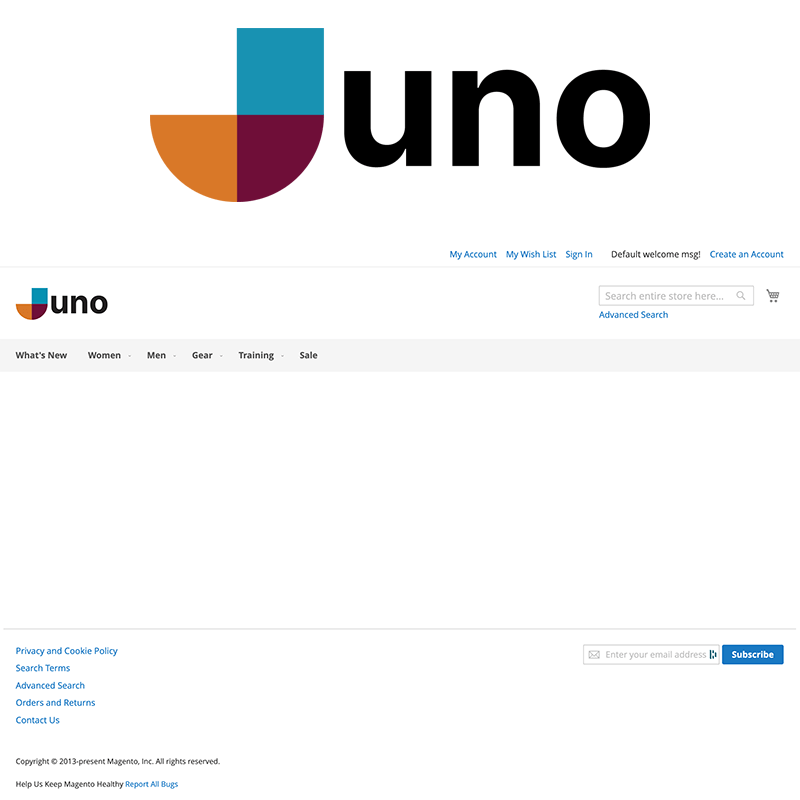 Juno
My Account My Wish List Sign In Default welcome msg! Create an Account
Juno
Search entire store here...
Advanced Search
What's New Women Men Gear Training Sale
Privacy and Cookie Policy
Enter your email address Subscribe
Search Terms
Advanced Search
Orders and Returns
Contact Us
Copyright © 2013-present Magento, Inc. All rights reserved.
Help Us Keep Magento Healthy Report All Bugs